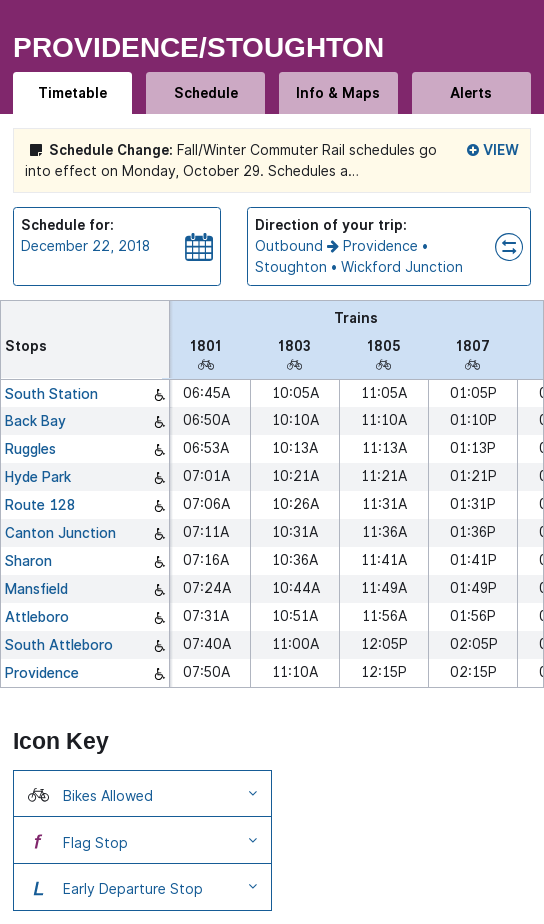 PROVIDENCE/STOUGHTON
Timetable Schedule Info & Maps Alerts
Schedule Change: Fall/Winter Commuter Rail schedules go VIEW
into effect on Monday, October 29. Schedules a...
Schedule for:
December 22, 2018
Direction of your trip:
Outbound → Providence •
Stoughton • Wickford Junction
Trains
Stops 1801 1803 1805 1807
South Station 06:45A 10:05A 11:05A 01:05P
Back Bay 06:50A 10:10A 11:10A 01:10P
Ruggles 06:53A 10:13A 11:13A 01:13P
Hyde Park 07:01A 10:21A 11:21A 01:21P
Route 128 07:06A 10:26A 11:31A 01:31P
Canton Junction 07:11A 10:31A 11:36A 01:36P
Sharon 07:16A 10:36A 11:41A 01:41P
Mansfield 07:24A 10:44A 11:49A 01:49P
Attleboro 07:31A 10:51A 11:56A 01:56P
South Attleboro 07:40A 11:00A 12:05P 02:05P
Providence 07:50A 11:10A 12:15P 02:15P
Icon Key
Bikes Allowed
f Flag Stop
L Early Departure Stop